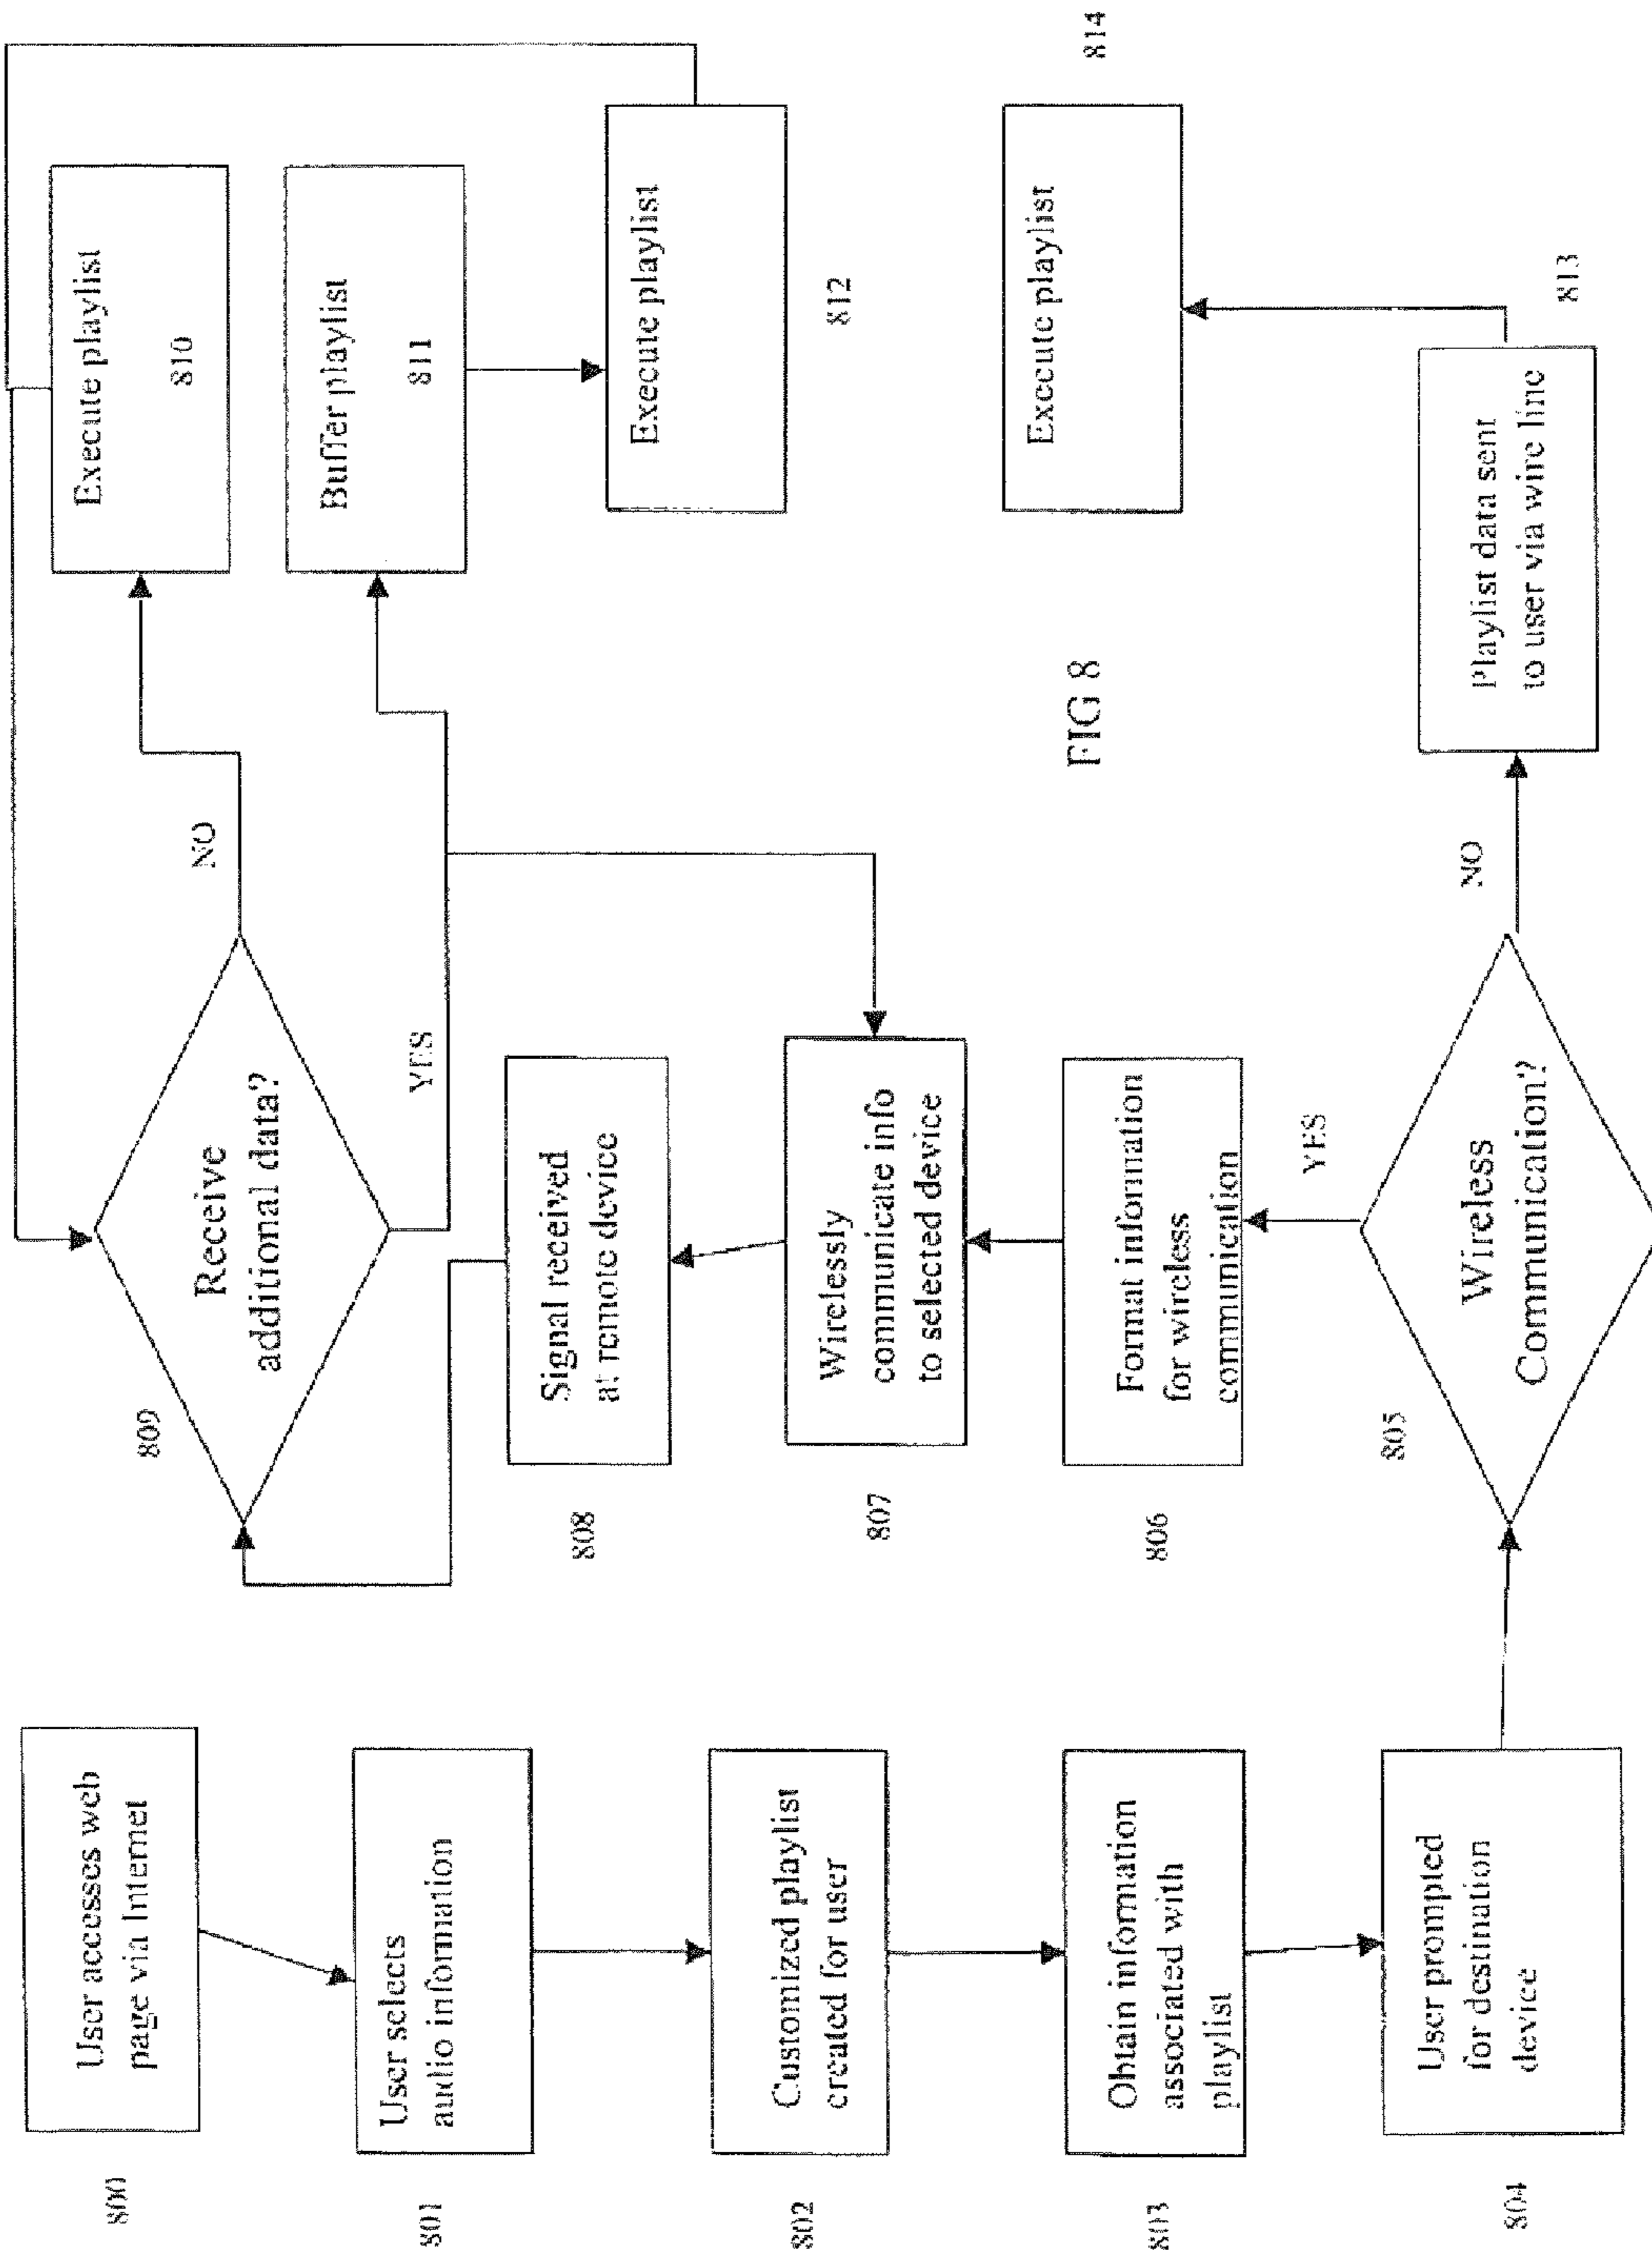 800
User accesses web
page via Internet
801
User selects
audio information
802
Customized playlist
created for user
803
Obtain information
associated with
playlist
804
User prompted
for destination
device
805
Wireless
Communication?
YES
NO
806
Format information
for wireless
communication
807
Wirelessly
communicate info
to selected device
808
Signal received
at remote device
809
Receive
additional data?
NO
YES
Execute playlist
810
Buffer playlist
811
Execute playlist
812
Playlist data sent
to user via wire line
813
Execute playlist
814
FIG 8